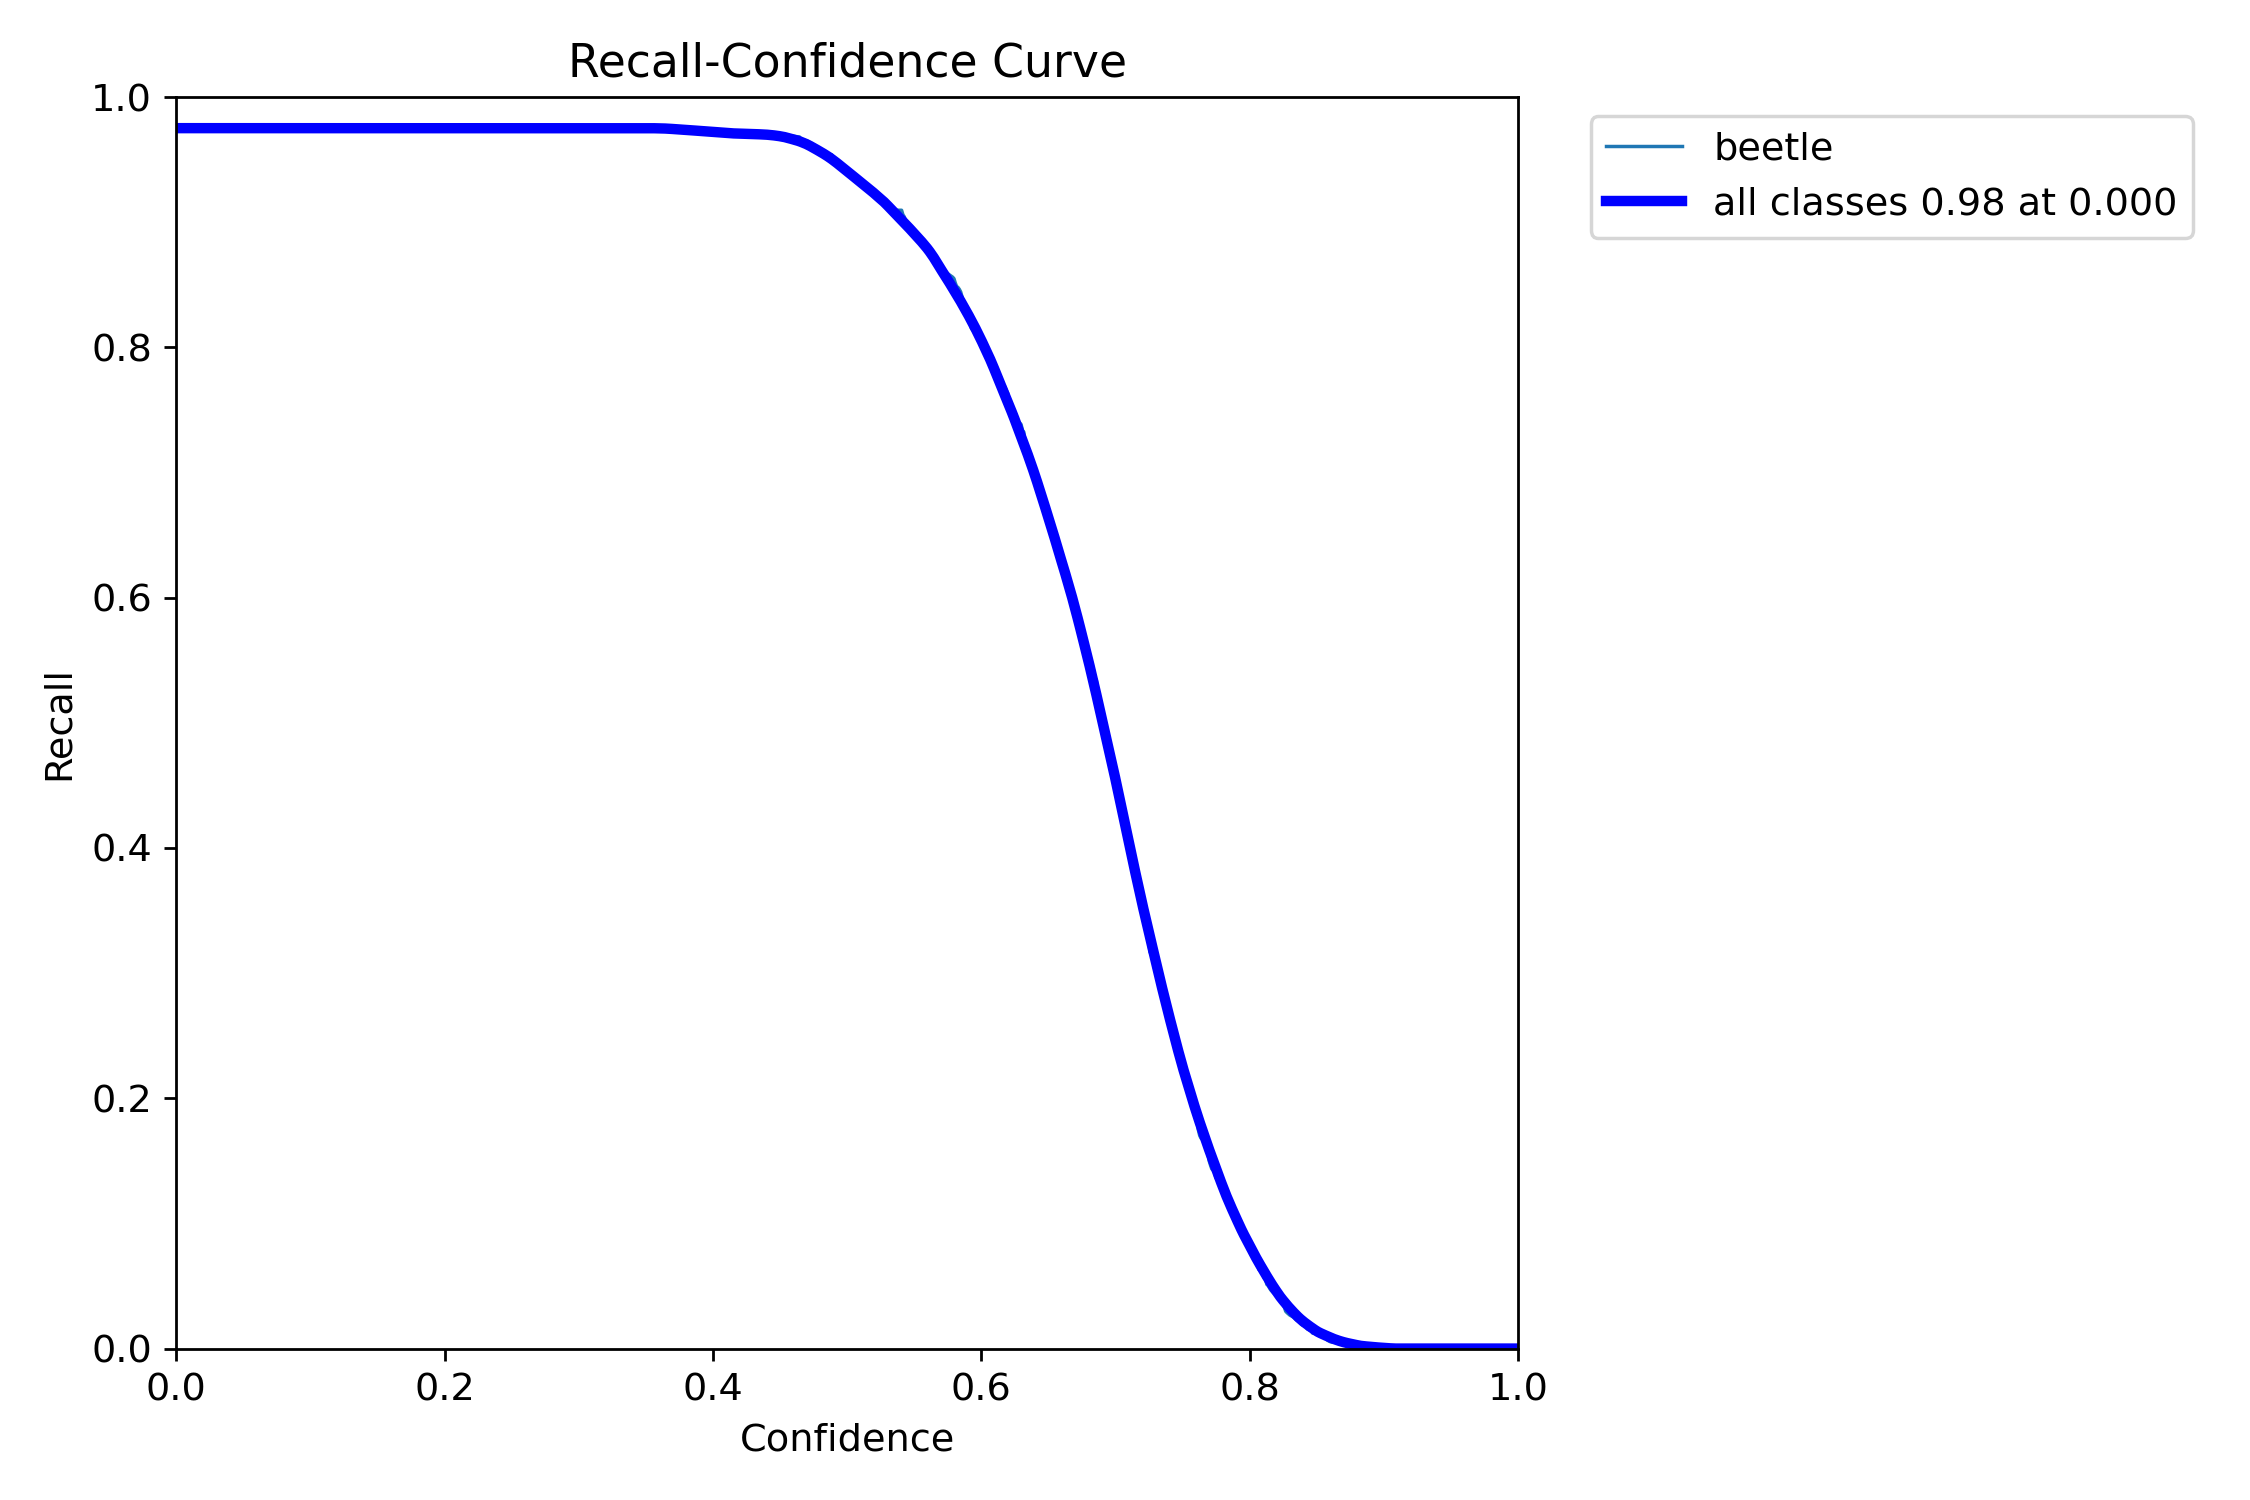 Recall-Confidence Curve
1.0
0.8
0.6
0.4
0.2
0.0
Recall
0.0 0.2 0.4 0.6 0.8 1.0
Confidence
beetle
all classes 0.98 at 0.000